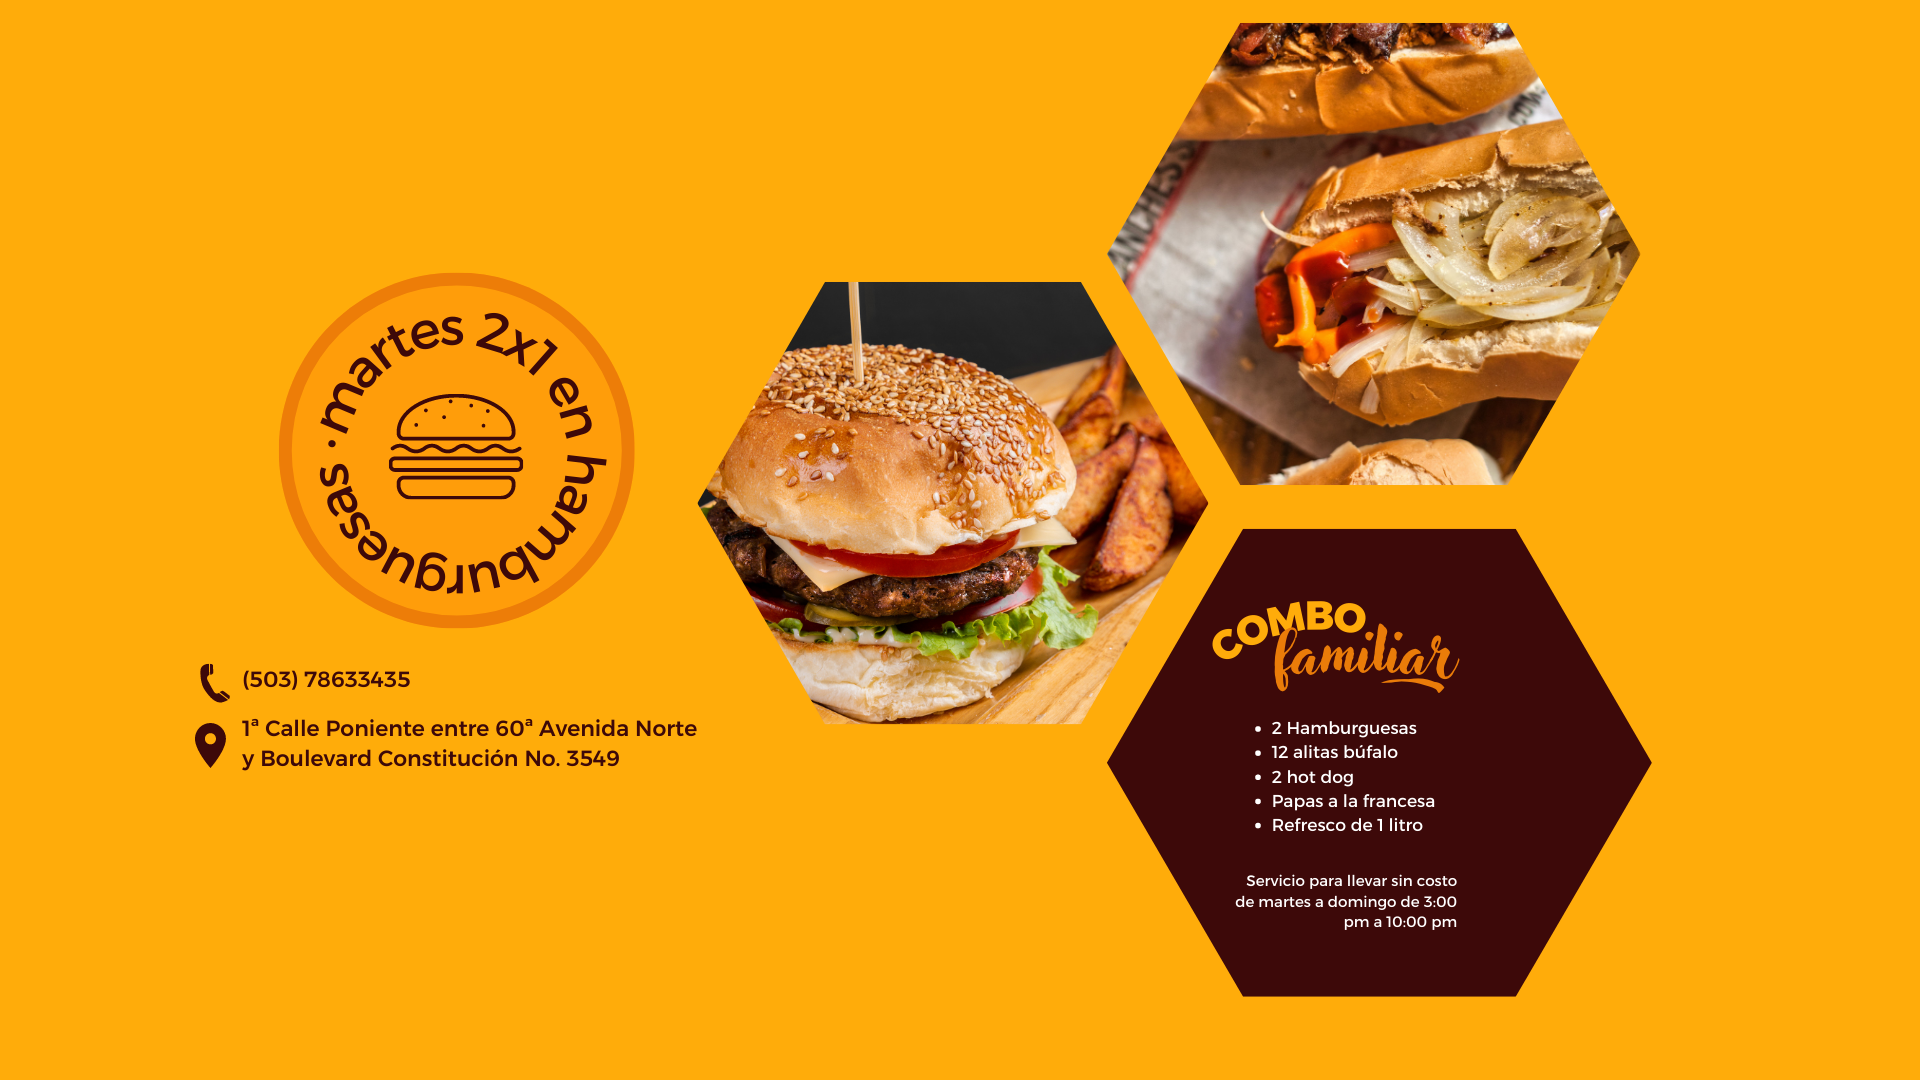 martes 2x1 en hamburguesas ·
(503) 78633435
1ª Calle Poniente entre 60ª Avenida Norte
y Boulevard Constitución No. 3549
COMBO
familiar
• 2 Hamburguesas
• 12 alitas búfalo
• 2 hot dog
• Papas a la francesa
• Refresco de 1 litro
Servicio para llevar sin costo
de martes a domingo de 3:00
pm a 10:00 pm